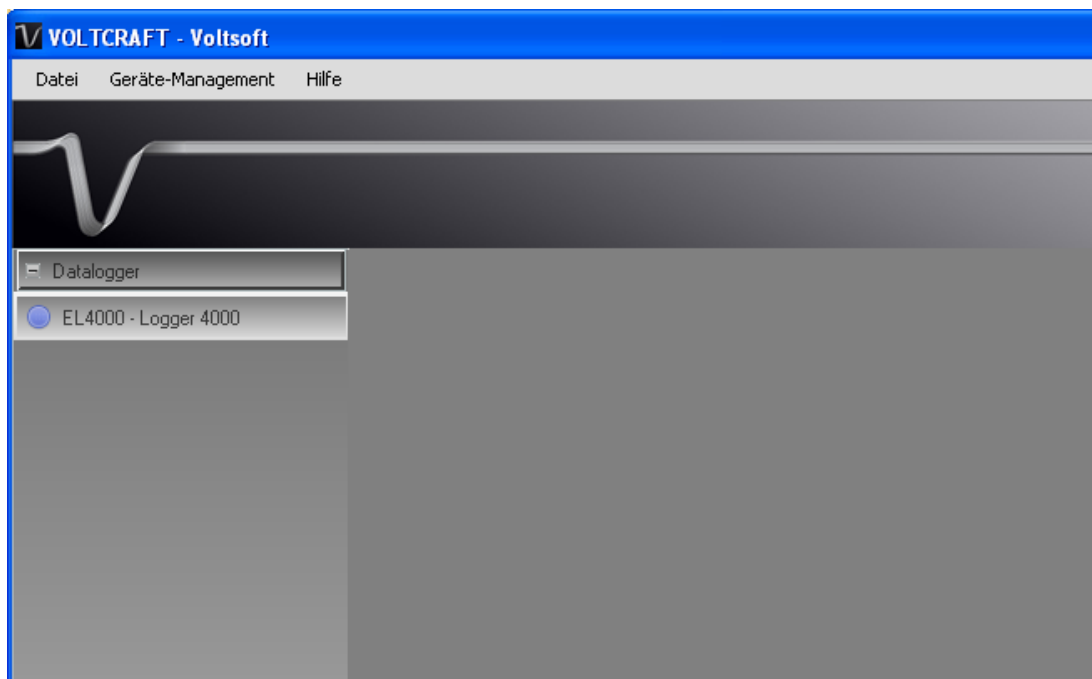 VOLTCRAFT - Voltsoft
Datei Geräte-Management Hilfe
Datalogger
EL4000 - Logger 4000